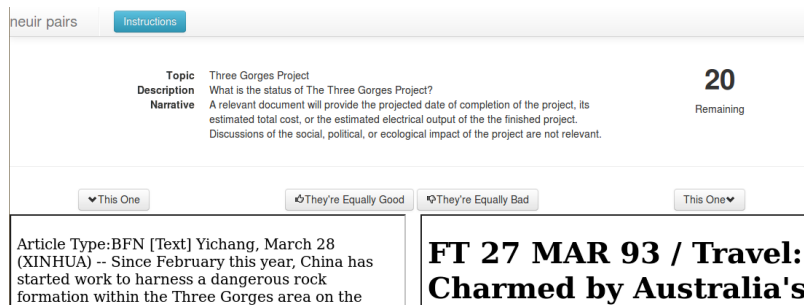 neuir pairs
Instructions
Topic Three Gorges Project
Description What is the status of The Three Gorges Project?
Narrative A relevant document will provide the projected date of completion of the project, its
estimated total cost, or the estimated electrical output of the the finished project.
Discussions of the social, political, or ecological impact of the project are not relevant.
20
Remaining
This One
They're Equally Good
They're Equally Bad
This One
Article Type:BFN [Text] Yichang, March 28
(XINHUA) -- Since February this year, China has
started work to harness a dangerous rock
formation within the Three Gorges area on the
FT 27 MAR 93 / Travel:
Charmed by Australia's